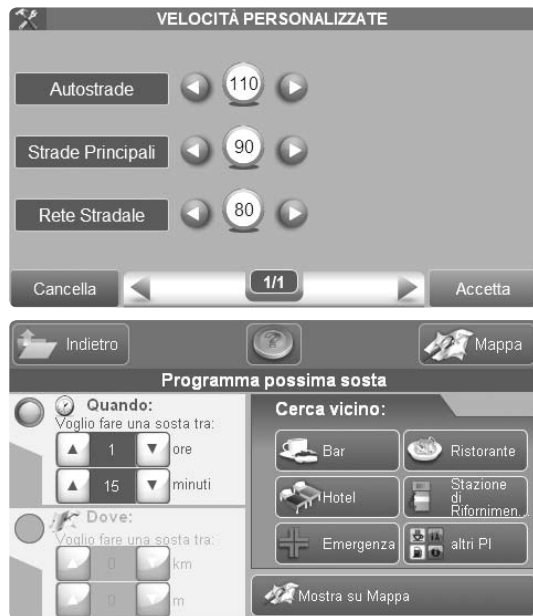 VELOCITÀ PERSONALIZZATE
Autostrade
110
Strade Principali
90
Rete Stradale
80
Cancella
1/1
Accetta
Indietro
?
Mappa
Programma possima sosta
Quando:
Voglio fare una sosta tra:
1
ore
15
minuti
Dove:
Voglio fare una sosta tra:
0
km
0
m
Cerca vicino:
Bar
Ristorante
Hotel
Stazione
di
Rifornimen...
Emergenza
altri PI
Mostra su Mappa